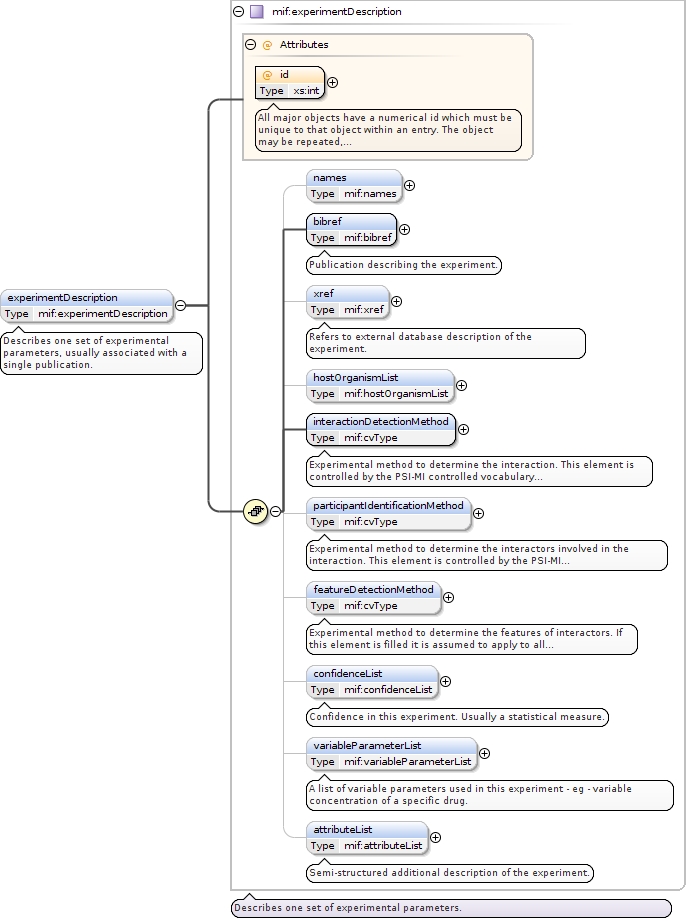 mif:experimentDescription
@ Attributes
@ id
Type xs:int
All major objects have a numerical id which must be
unique to that object within an entry. The object
may be repeated,...
names
Type mif:names
bibref
Type mif:bibref
Publication describing the experiment.
experimentDescription
Type mif:experimentDescription
Describes one set of experimental
parameters, usually associated with a
single publication.
xref
Type mif:xref
Refers to external database description of the
experiment.
hostOrganismList
Type mif:hostOrganismList
interactionDetectionMethod
Type mif:cvType
Experimental method to determine the interaction. This element is
controlled by the PSI-MI controlled vocabulary...
participantIdentificationMethod
Type mif:cvType
Experimental method to determine the interactors involved in the
interaction. This element is controlled by the PSI-MI...
featureDetectionMethod
Type mif:cvType
Experimental method to determine the features of interactors. If
this element is filled it is assumed to apply to all...
confidenceList
Type mif:confidenceList
Confidence in this experiment. Usually a statistical measure.
variableParameterList
Type mif:variableParameterList
A list of variable parameters used in this experiment - eg - variable
concentration of a specific drug.
attributeList
Type mif:attributeList
Semi-structured additional description of the experiment.
Describes one set of experimental parameters.